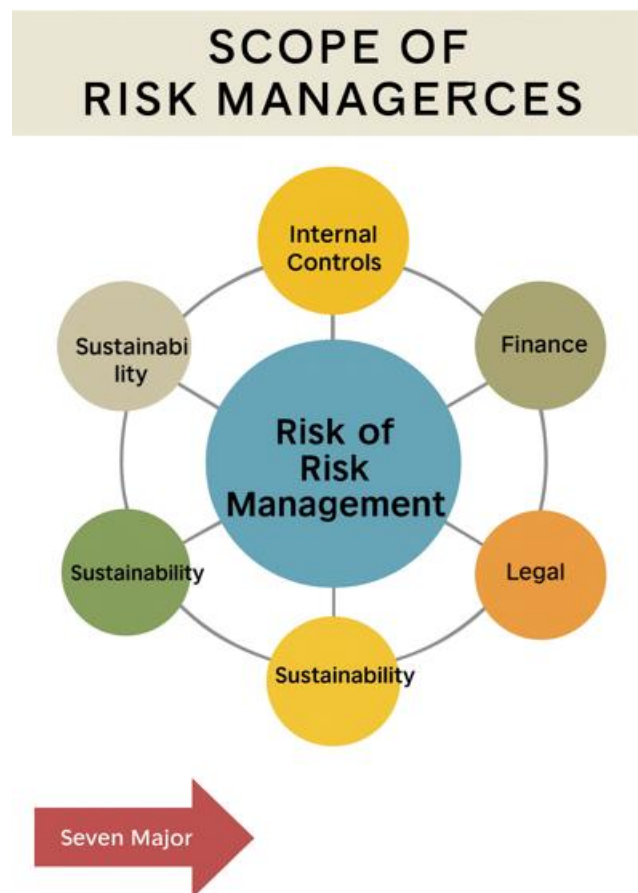 SCOPE OF
RISK MANAGERCES
Internal
Controls
Sustainabi
lity
Finance
Risk of
Risk
Management
Sustainability
Legal
Sustainability
Seven Major